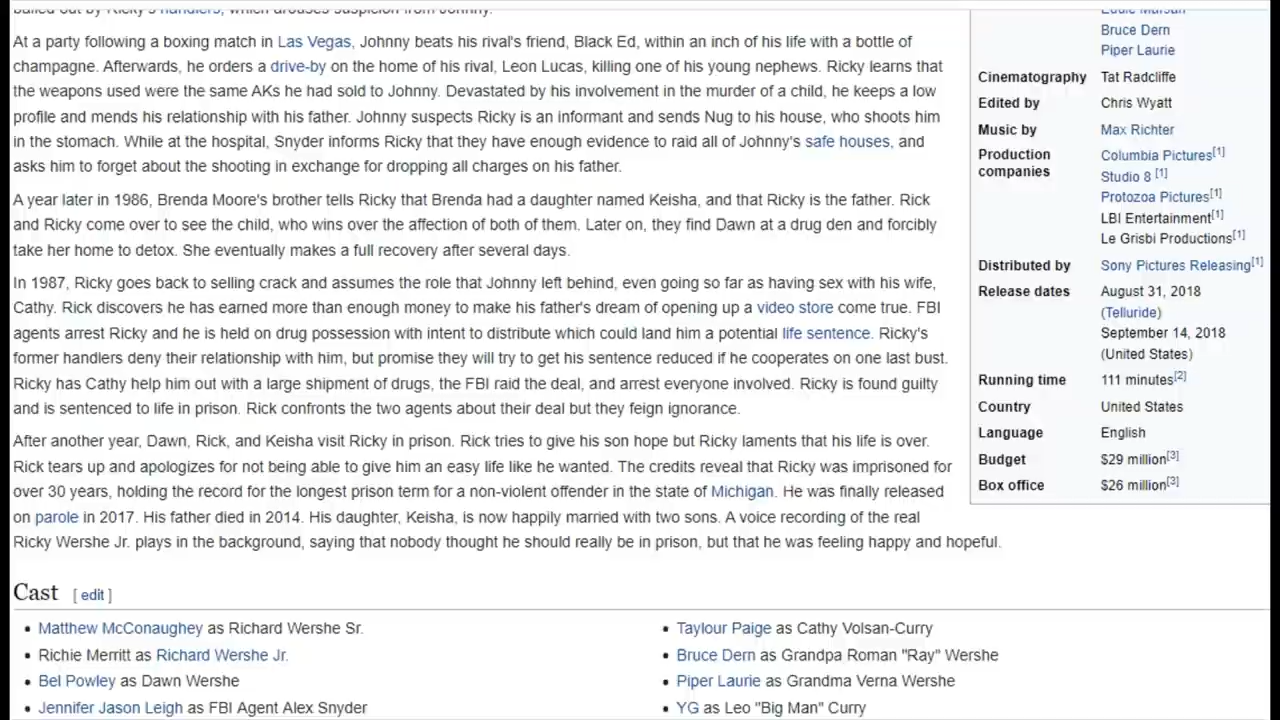 bailed out by Ricky's handlers, which arouses suspicion from Johnny.
At a party following a boxing match in Las Vegas, Johnny beats his rival's friend, Black Ed, within an inch of his life with a bottle of
champagne. Afterwards, he orders a drive-by on the home of his rival, Leon Lucas, killing one of his young nephews. Ricky learns that
the weapons used were the same AKs he had sold to Johnny. Devastated by his involvement in the murder of a child, he keeps a low
profile and mends his relationship with his father. Johnny suspects Ricky is an informant and sends Nug to his house, who shoots him
in the stomach. While at the hospital, Snyder informs Ricky that they have enough evidence to raid all of Johnny's safe houses, and
asks him to forget about the shooting in exchange for dropping all charges on his father.
A year later in 1986, Brenda Moore's brother tells Ricky that Brenda had a daughter named Keisha, and that Ricky is the father. Rick
and Ricky come over to see the child, who wins over the affection of both of them. Later on, they find Dawn at a drug den and forcibly
take her home to detox. She eventually makes a full recovery after several days.
In 1987, Ricky goes back to selling crack and assumes the role that Johnny left behind, even going so far as having sex with his wife,
Cathy. Rick discovers he has earned more than enough money to make his father's dream of opening up a video store come true. FBI
agents arrest Ricky and he is held on drug possession with intent to distribute which could land him a potential life sentence. Ricky's
former handlers deny their relationship with him, but promise they will try to get his sentence reduced if he cooperates on one last bust.
Ricky has Cathy help him out with a large shipment of drugs, the FBI raid the deal, and arrest everyone involved. Ricky is found guilty
and is sentenced to life in prison. Rick confronts the two agents about their deal but they feign ignorance.
After another year, Dawn, Rick, and Keisha visit Ricky in prison. Rick tries to give his son hope but Ricky laments that his life is over.
Rick tears up and apologizes for not being able to give him an easy life like he wanted. The credits reveal that Ricky was imprisoned for
over 30 years, holding the record for the longest prison term for a non-violent offender in the state of Michigan. He was finally released
on parole in 2017. His father died in 2014. His daughter, Keisha, is now happily married with two sons. A voice recording of the real
Ricky Wershe Jr. plays in the background, saying that nobody thought he should really be in prison, but that he was feeling happy and hopeful.
Eddie Marsan
Bruce Dern
Piper Laurie
Cinematography Tat Radcliffe
Edited by Chris Wyatt
Music by Max Richter
Production companies Columbia Pictures[1]
Studio 8 [1]
Protozoa Pictures[1]
LBI Entertainment[1]
Le Grisbi Productions[1]
Distributed by Sony Pictures Releasing[1]
Release dates August 31, 2018
(Telluride)
September 14, 2018
(United States)
Running time 111 minutes[2]
Country United States
Language English
Budget $29 million[3]
Box office $26 million[3]
Cast [ edit ]
• Matthew McConaughey as Richard Wershe Sr.
• Richie Merritt as Richard Wershe Jr.
• Bel Powley as Dawn Wershe
• Jennifer Jason Leigh as FBI Agent Alex Snyder
• Taylour Paige as Cathy Volsan-Curry
• Bruce Dern as Grandpa Roman "Ray" Wershe
• Piper Laurie as Grandma Verna Wershe
• YG as Leo "Big Man" Curry